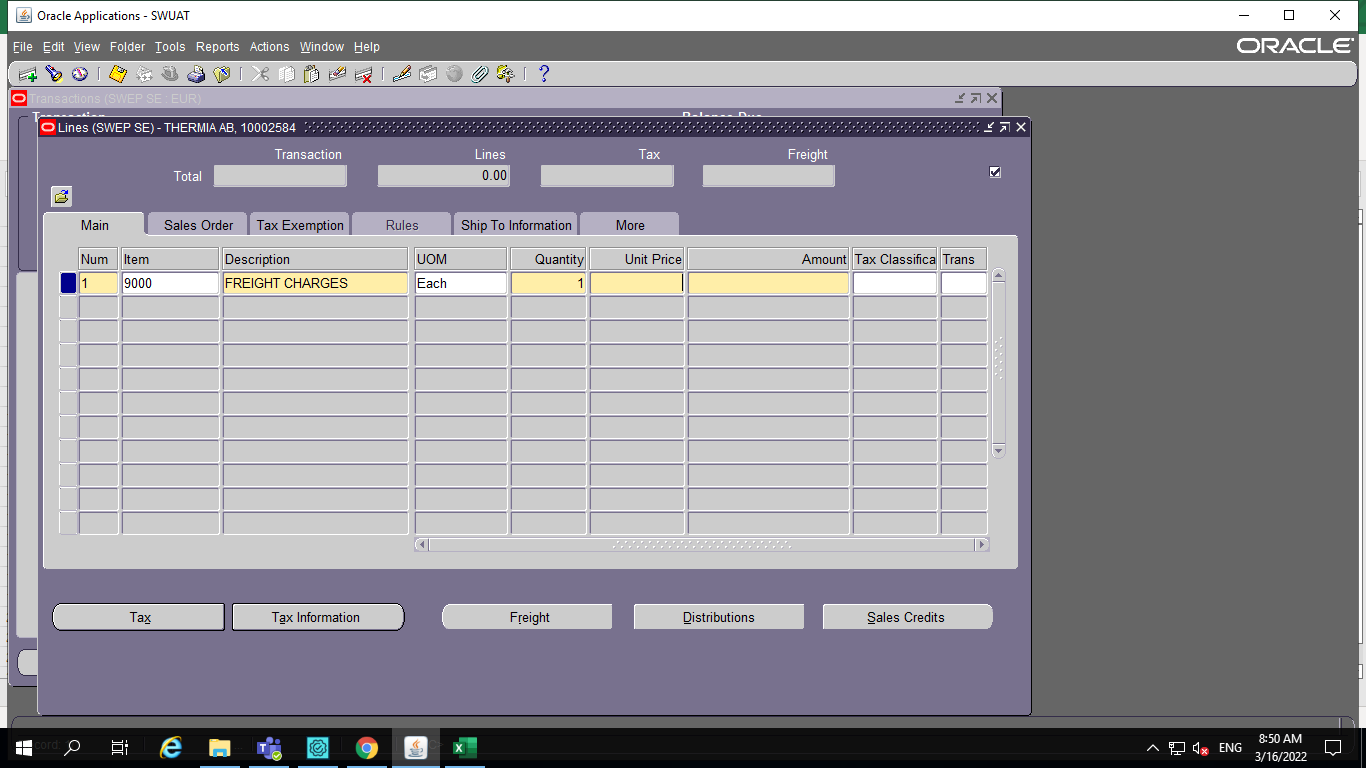 Oracle Applications - SWUAT
File Edit View Folder Tools Reports Actions Window Help
ORACLE
Transactions (SWEP SE : EUR)
Transaction Balance Due
Lines (SWEP SE) - THERMIA AB, 10002584
Transaction Lines Tax Freight
Total 0.00
Main Sales Order Tax Exemption Rules Ship To Information More
Num Item Description UOM Quantity Unit Price Amount Tax Classifica Trans
1 9000 FREIGHT CHARGES Each 1
Tax Tax Information Freight Distributions Sales Credits
ENG
8:50 AM
3/16/2022